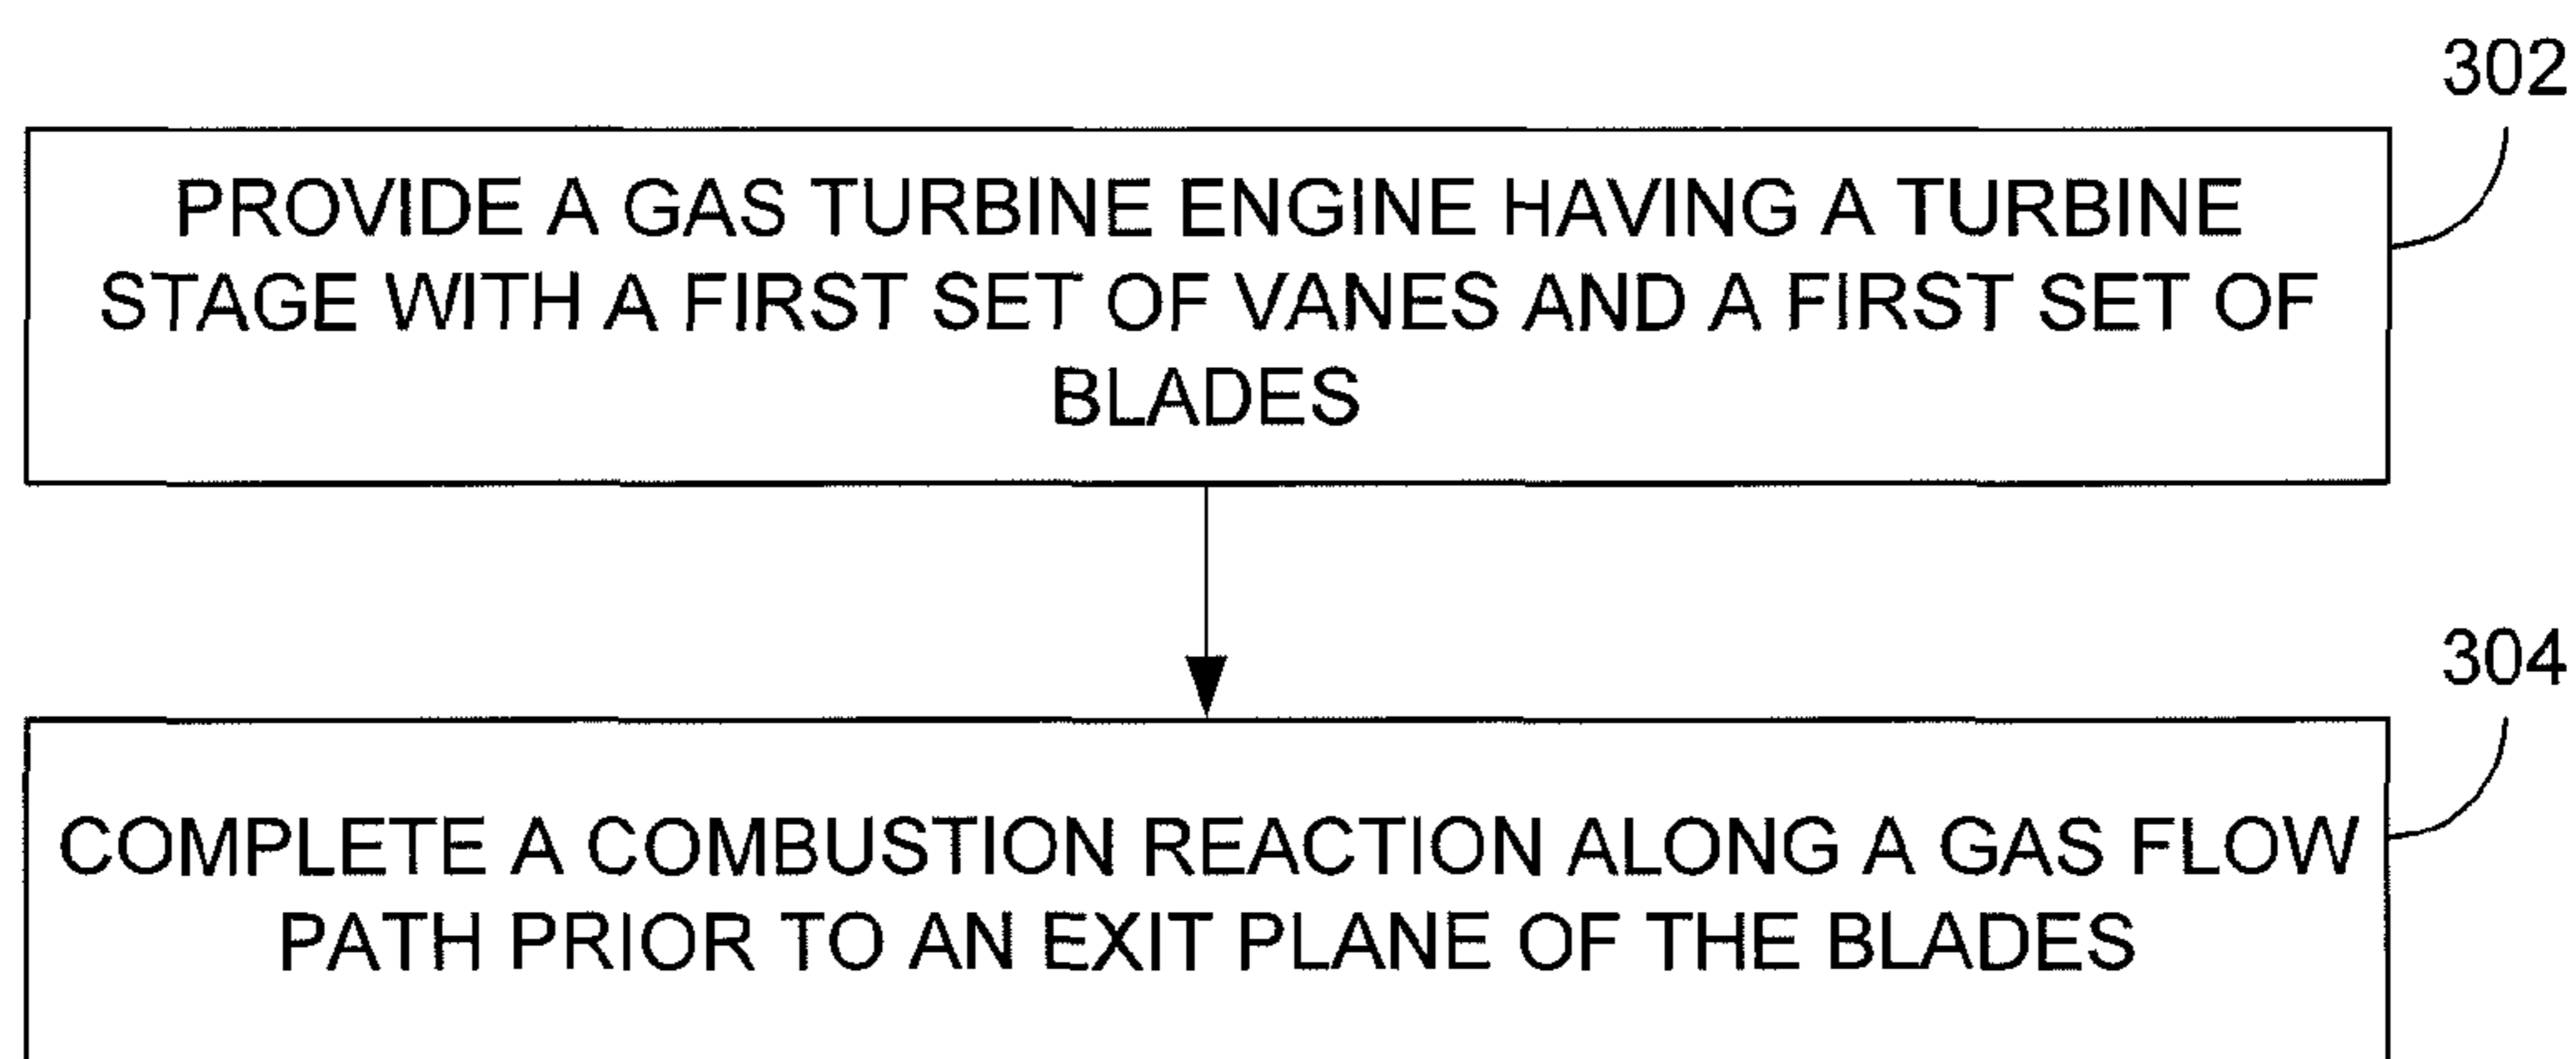 302
PROVIDE A GAS TURBINE ENGINE HAVING A TURBINE
STAGE WITH A FIRST SET OF VANES AND A FIRST SET OF
BLADES
304
COMPLETE A COMBUSTION REACTION ALONG A GAS FLOW
PATH PRIOR TO AN EXIT PLANE OF THE BLADES